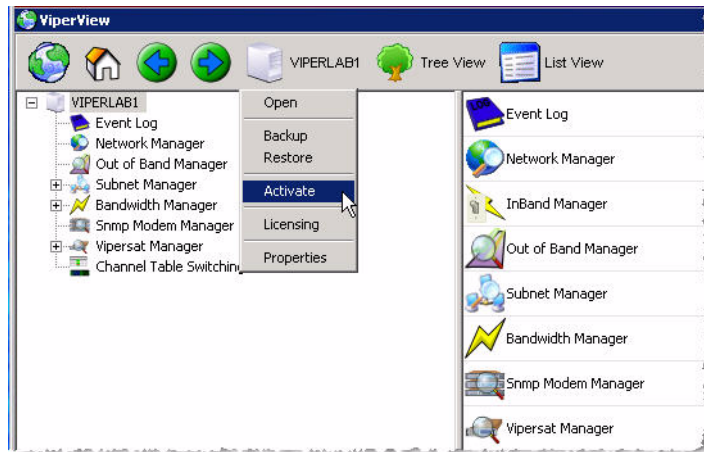 ViperView
VIPERLAB1 Tree View List View
VIPERLAB1
Event Log
Network Manager
Out of Band Manager
Subnet Manager
Bandwidth Manager
Snmp Modem Manager
Vipersat Manager
Channel Table Switching
Open
Backup
Restore
Activate
Licensing
Properties
LOG
Event Log
Network Manager
InBand Manager
Out of Band Manager
Subnet Manager
Bandwidth Manager
Snmp Modem Manager
Vipersat Manager